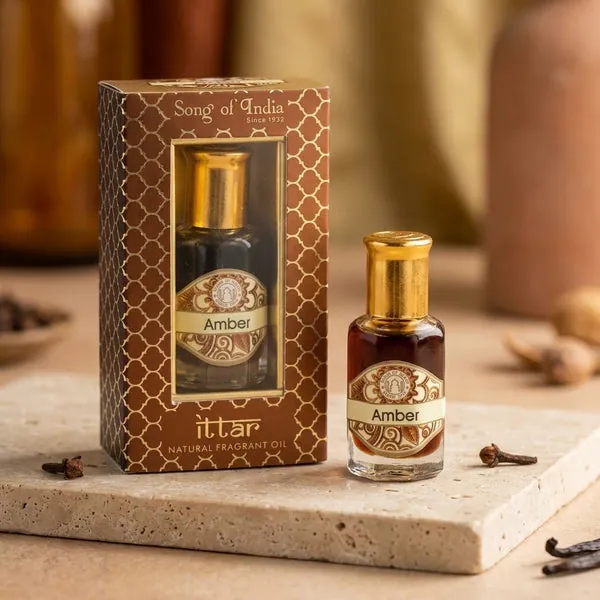 Song of India
Since 1932
Amber
ittar
NATURAL FRAGRANT OIL
Amber